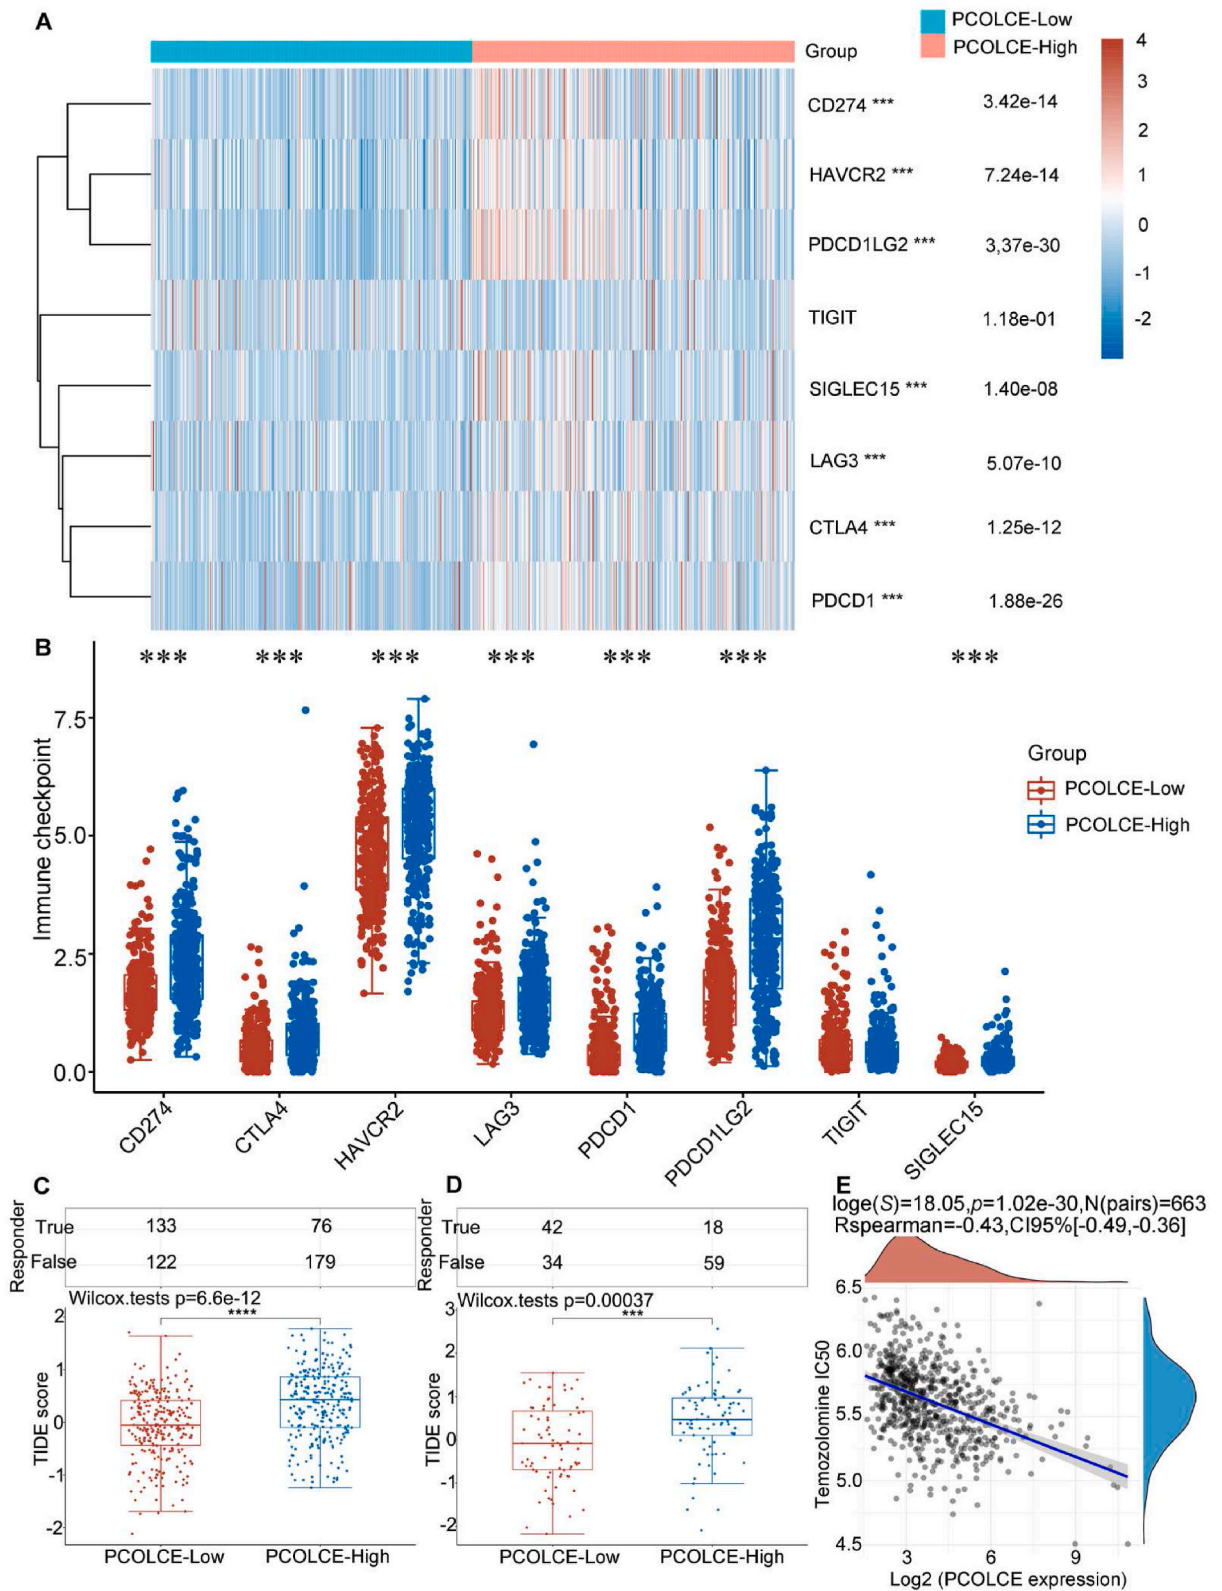 A
PCOLCE-Low
PCOLCE-High
Group
4
3
2
1
0
-1
-2
CD274 *** 3.42e-14
HAVCR2 *** 7.24e-14
PDCD1LG2 *** 3,37e-30
TIGIT 1.18e-01
SIGLEC15 *** 1.40e-08
LAG3 *** 5.07e-10
CTLA4 *** 1.25e-12
PDCD1 *** 1.88e-26
B
*** *** *** *** *** *** ***
Immune checkpoint
7.5
5.0
2.5
0.0
CD274 CTLA4 HAVCR2 LAG3 PDCD1 PDCD1LG2 TIGIT SIGLEC15
Group
PCOLCE-Low
PCOLCE-High
C
Responder
True 133 76
False 122 179
Wilcox.tests p=6.6e-12
****
TIDE score
2
1
0
-1
-2
PCOLCE-Low PCOLCE-High
D
Responder
True 42 18
False 34 59
Wilcox.tests p=0.00037
***
TIDE score
3
2
1
0
-1
-2
PCOLCE-Low PCOLCE-High
E
loge(S)=18.05,p=1.02e-30,N(pairs)=663
Rspearman=-0.43,CI95%[-0.49,-0.36]
Temozolomine IC50
6.5
6.0
5.5
5.0
4.5
3 6 9
Log2 (PCOLCE expression)